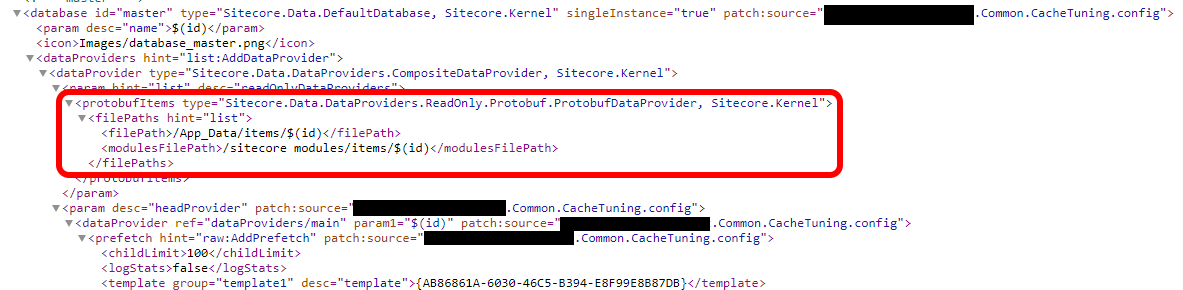 ▼<database id="master" type="Sitecore.Data.DefaultDatabase, Sitecore.Kernel" singleInstance="true" patch:source=" .Common.CacheTuning.config">
<param desc="name">$(id)</param>
<icon>Images/database_master.png</icon>
▼<dataProviders hint="list:AddDataProvider">
▼<dataProvider type="Sitecore.Data.DataProviders.CompositeDataProvider, Sitecore.Kernel">
▼<param hint="list" desc="readOnlyDataProviders">
▼<protobufItems type="Sitecore.Data.DataProviders.ReadOnly.Protobuf.ProtobufDataProvider, Sitecore.Kernel">
▼<filePaths hint="list">
<filePath>/App_Data/items/$(id)</filePath>
<modulesFilePath>/sitecore modules/items/$(id)</modulesFilePath>
</filePaths>
</protobufItems>
</param>
▼<param desc="headProvider" patch:source=" .Common.CacheTuning.config">
▼<dataProvider ref="dataProviders/main" param1="$(id)" patch:source=" .Common.CacheTuning.config">
▼<prefetch hint="raw:AddPrefetch" patch:source=" .Common.CacheTuning.config">
<childLimit>100</childLimit>
<logStats>false</logStats>
<template group="template1" desc="template">{AB86861A-6030-46C5-B394-E8F99E8B87DB}</template>